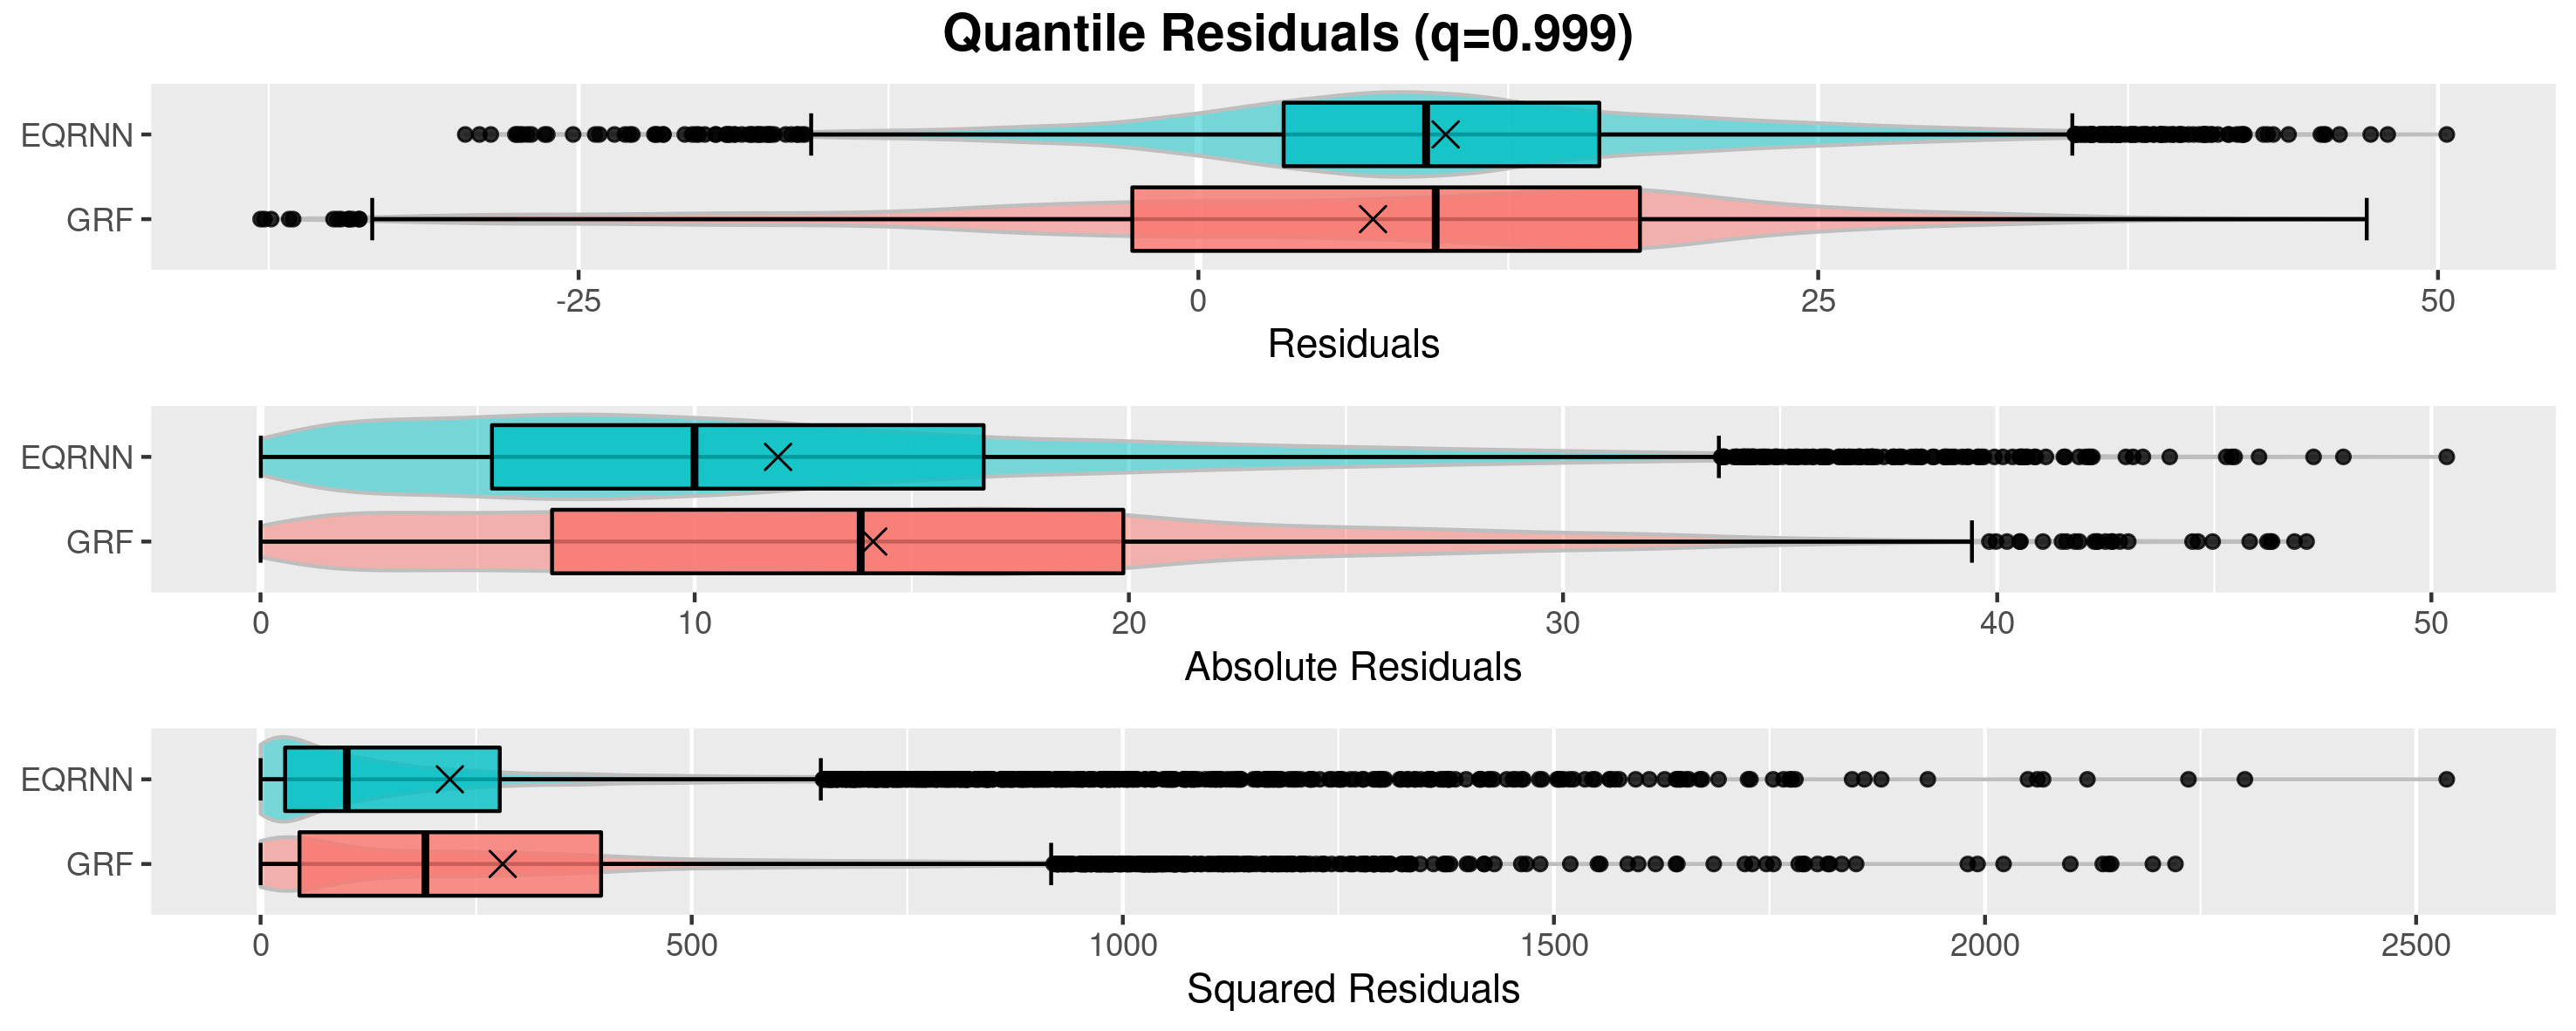 Quantile Residuals (q=0.999)
EQRNN
GRF
-25 0 25 50
Residuals
EQRNN
GRF
0 10 20 30 40 50
Absolute Residuals
EQRNN
GRF
0 500 1000 1500 2000 2500
Squared Residuals